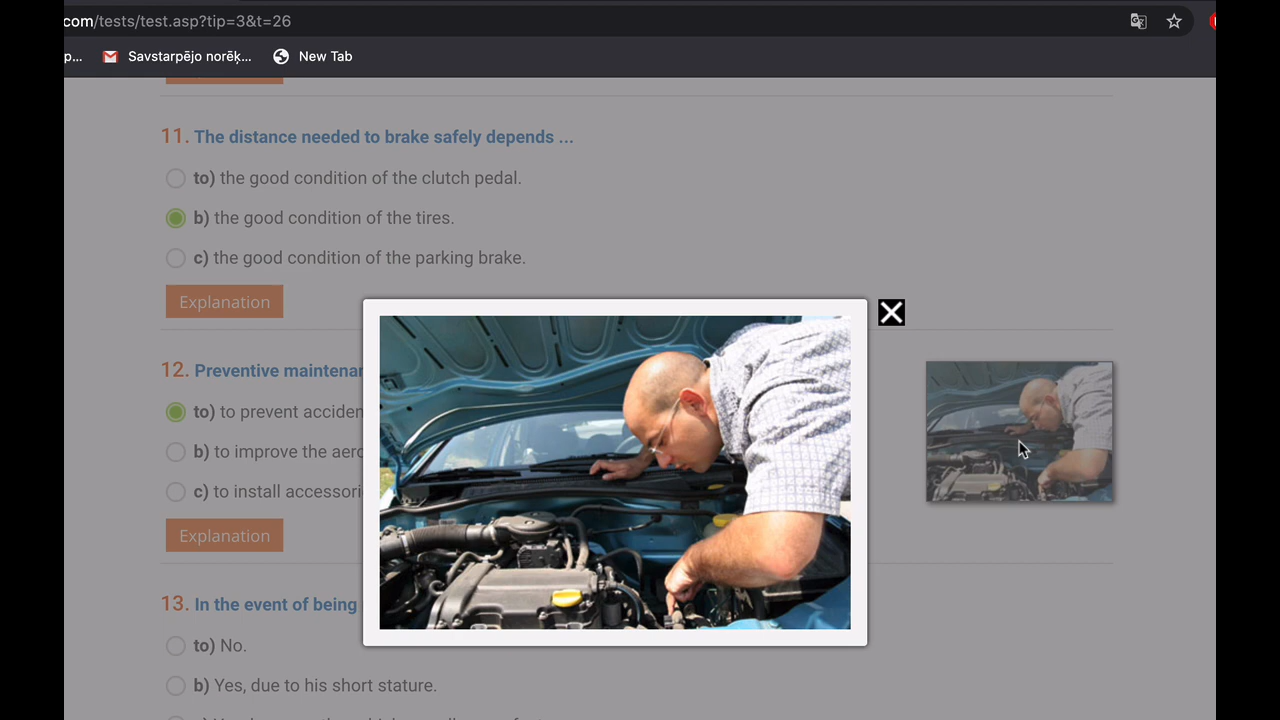 com/tests/test.asp?tip=3&t=26
p... Savstarpējo norēķ... New Tab
11. The distance needed to brake safely depends ...
to) the good condition of the clutch pedal.
b) the good condition of the tires.
c) the good condition of the parking brake.
Explanation
12. Preventive maintenan
to) to prevent acciden
b) to improve the aero
c) to install accessori
Explanation
13. In the event of being
to) No.
b) Yes, due to his short stature.